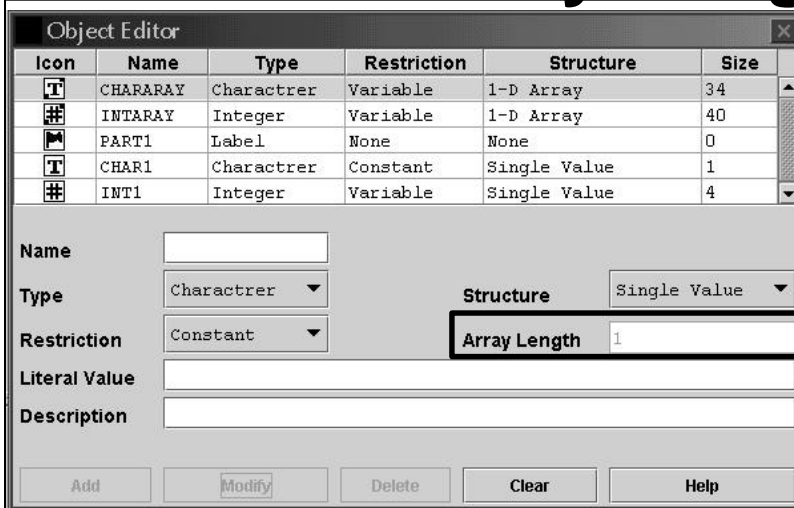 Object Editor
Icon Name Type Restriction Structure Size
T CHARARAY Charactrer Variable 1-D Array 34
# INTARAY Integer Variable 1-D Array 40
PART1 Label None None 0
T CHAR1 Charactrer Constant Single Value 1
# INT1 Integer Variable Single Value 4
Name
Type Charactrer Structure Single Value
Restriction Constant Array Length 1
Literal Value
Description
Add Modify Delete Clear Help